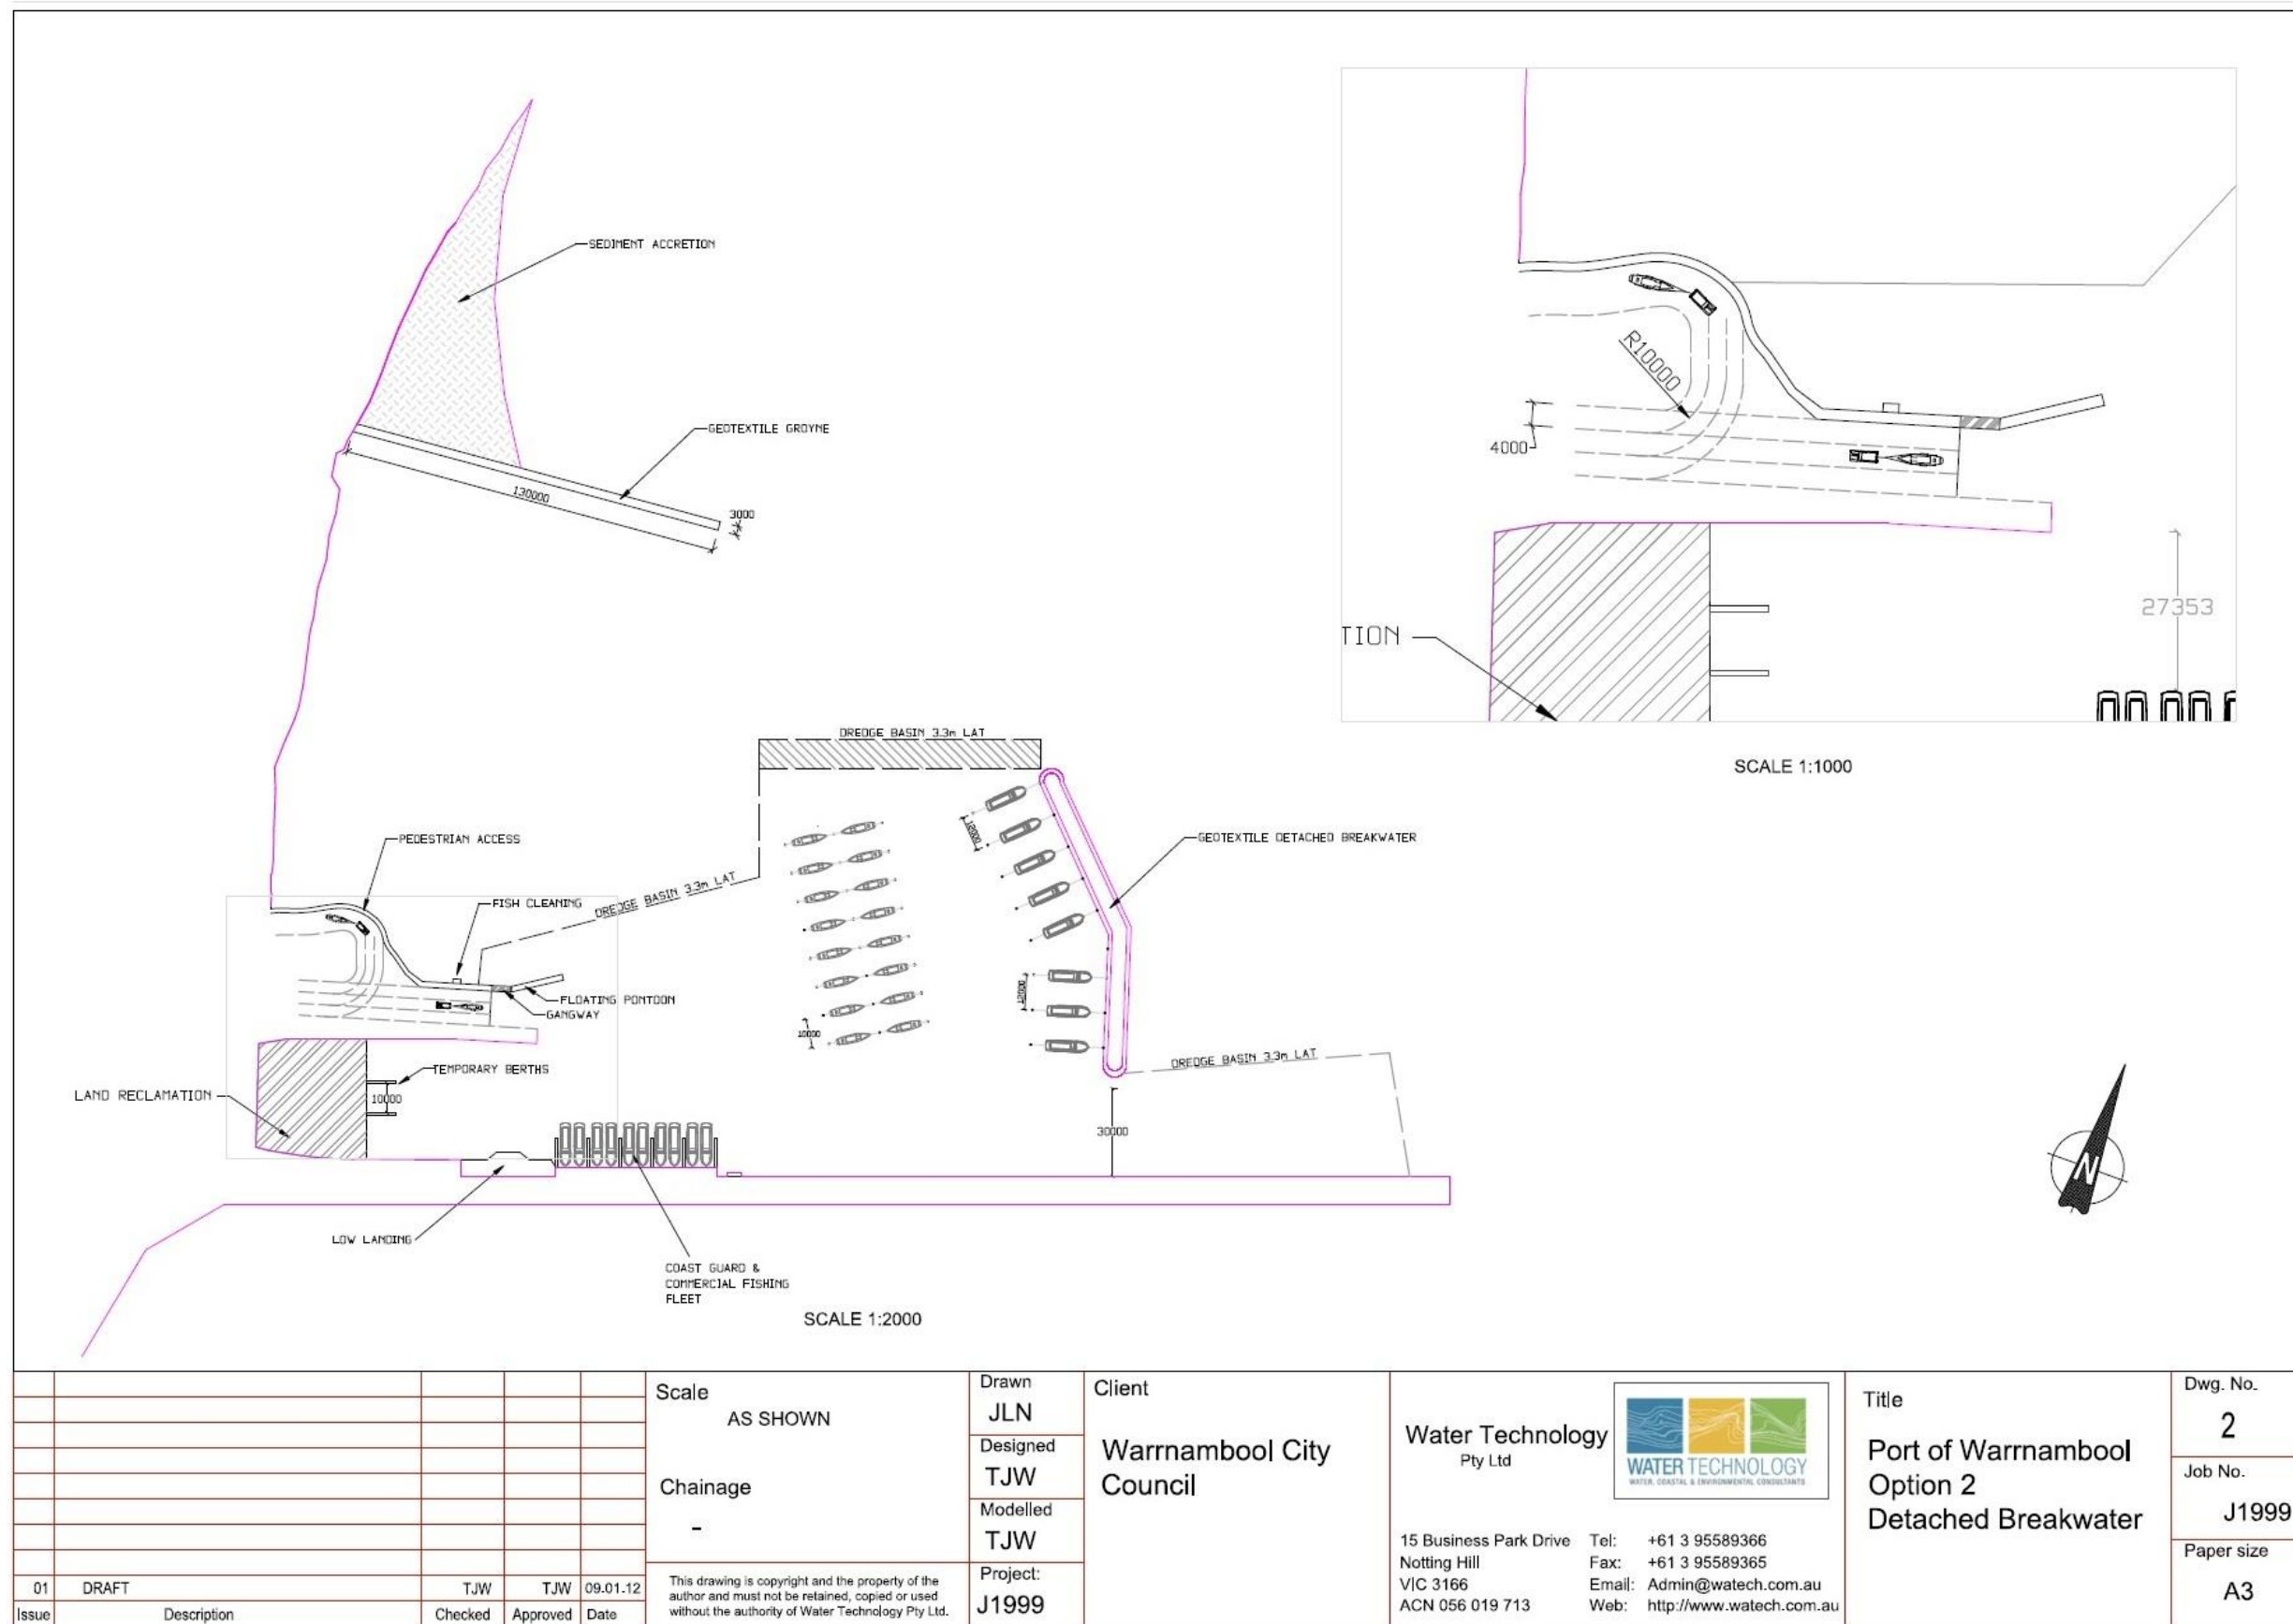 SEDIMENT ACCRETION
GEOTEXTILE GROYNE
130000
3000
R10000
4000
27353
TION
SCALE 1:1000
DREDGE BASIN 3.3m LAT
12000
GEOTEXTILE DETACHED BREAKWATER
PEDESTRIAN ACCESS
DREDGE BASIN 3.3m LAT
FISH CLEANING
FLOATING PONTOON
GANGWAY
12000
10000
DREDGE BASIN 3.3m LAT
TEMPORARY BERTHS
LAND RECLAMATION
10000
30000
N
LOW LANDING
COAST GUARD &
COMMERCIAL FISHING
FLEET
SCALE 1:2000
01 DRAFT TJW TJW 09.01.12
Issue Description Checked Approved Date
Scale
AS SHOWN
Chainage
-
This drawing is copyright and the property of the
author and must not be retained, copied or used
without the authority of Water Technology Pty Ltd.
Drawn
JLN
Designed
TJW
Modelled
TJW
Project:
J1999
Client
Warrnambool City
Council
Water Technology
Pty Ltd
WATER TECHNOLOGY
WATER, COASTAL & ENVIRONMENTAL CONSULTANTS
15 Business Park Drive
Notting Hill
VIC 3166
ACN 056 019 713
Tel: +61 3 95589366
Fax: +61 3 95589365
Email: Admin@watech.com.au
Web: http://www.watech.com.au
Title
Port of Warrnambool
Option 2
Detached Breakwater
Dwg. No.
2
Job No.
J1999
Paper size
A3